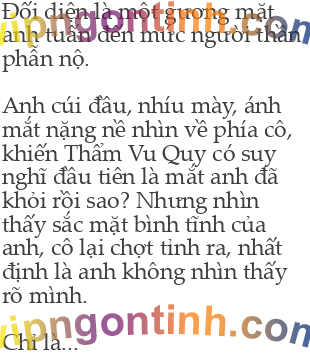 Đối diện là một gương mặt
anh tuấn đến mức người thần
phẫn nộ.
Anh cúi đầu, nhíu mày, ánh
mắt nặng nề nhìn về phía cô,
khiến Thẩm Vu Quy có suy
nghĩ đầu tiên là mắt anh đã
khỏi rồi sao? Nhưng nhìn
thấy sắc mặt bình tĩnh của
anh, cô lại chợt tỉnh ra, nhất
định là anh không nhìn thấy
rõ mình.
vipngontinh.com
Chỉ là...